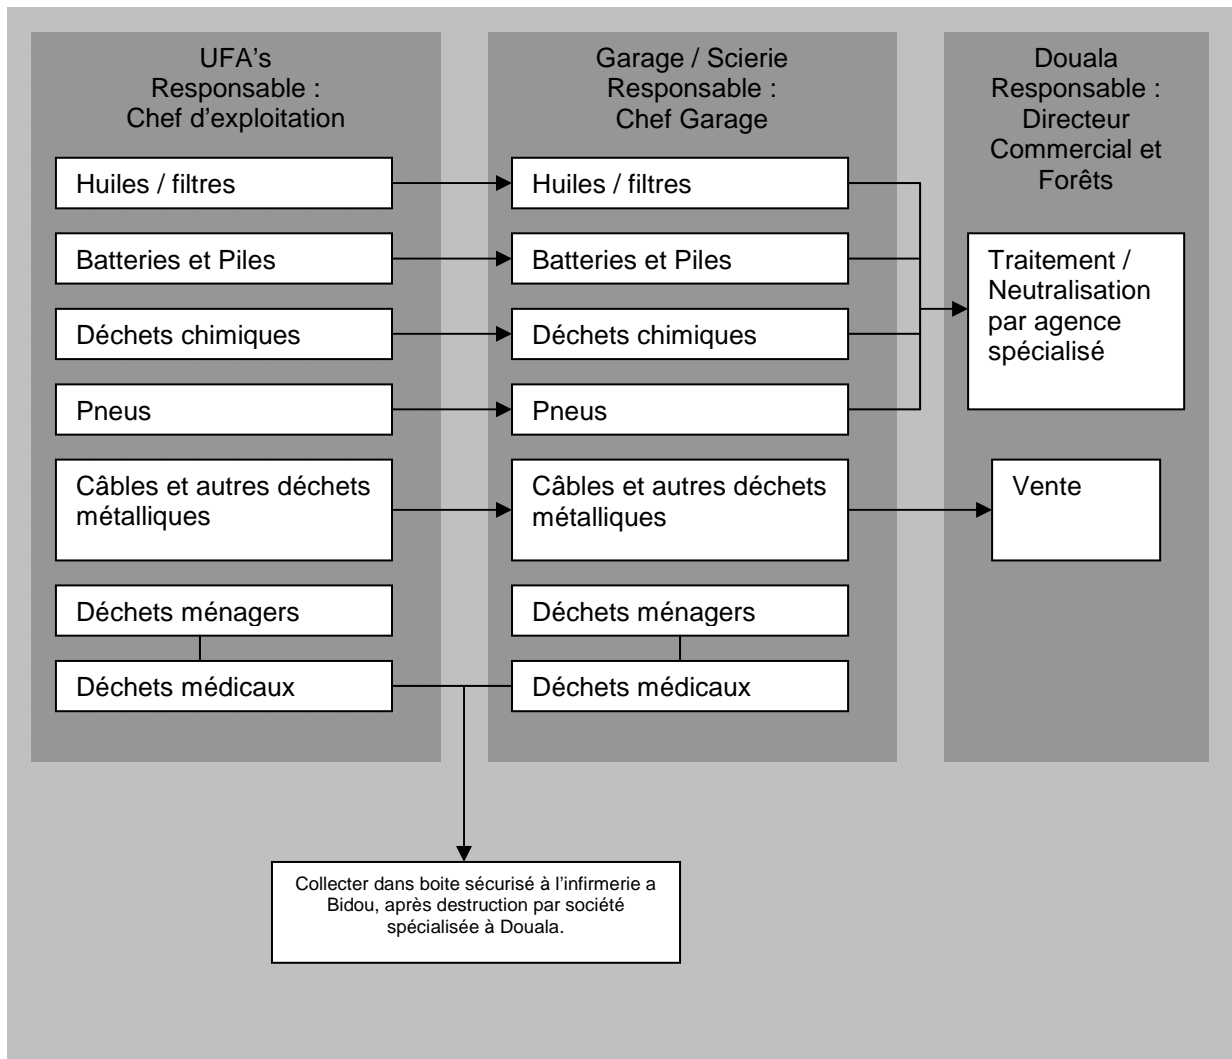 UFA's
Responsable :
Chef d'exploitation
Huiles / filtres
Batteries et Piles
Déchets chimiques
Pneus
Câbles et autres déchets
métalliques
Déchets ménagers
Déchets médicaux
Garage / Scierie
Responsable :
Chef Garage
Huiles / filtres
Batteries et Piles
Déchets chimiques
Pneus
Câbles et autres déchets
métalliques
Déchets ménagers
Déchets médicaux
Douala
Responsable :
Directeur
Commercial et
Forêts
Traitement /
Neutralisation
par agence
spécialisé
Vente
Collecter dans boite sécurisé à l'infirmerie a
Bidou, après destruction par société
spécialisée à Douala.